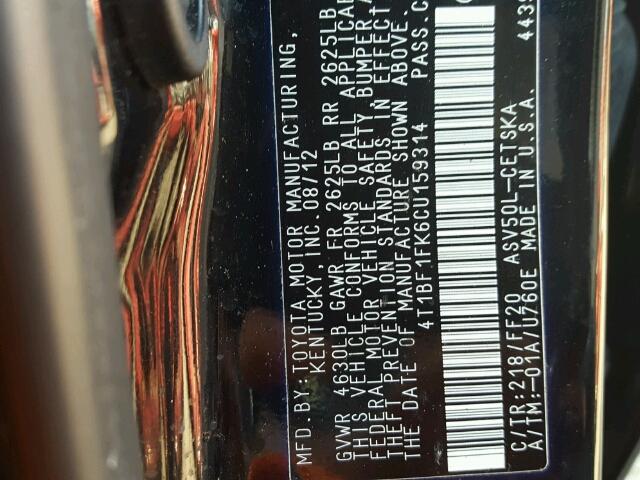 MFD. BY: TOYOTA MOTOR MANUFACTURING,
KENTUCKY, INC. 08/12
GVWR 4630LB GAWR FR 2625LB RR 2625LB
THIS VEHICLE CONFORMS TO ALL APPLICAB
FEDERAL MOTOR VEHICLE SAFETY, BUMPER,
THEFT PREVENTION STANDARDS IN EFFECT
THE DATE OF MANUFACTURE SHOWN ABOVE.
4T1BF1FK6CU159314 PASS.C
443
C/TR:218/FF20 ASV50L-CETSKA
A/TM:-01A/U760E MADE IN U.S.A.